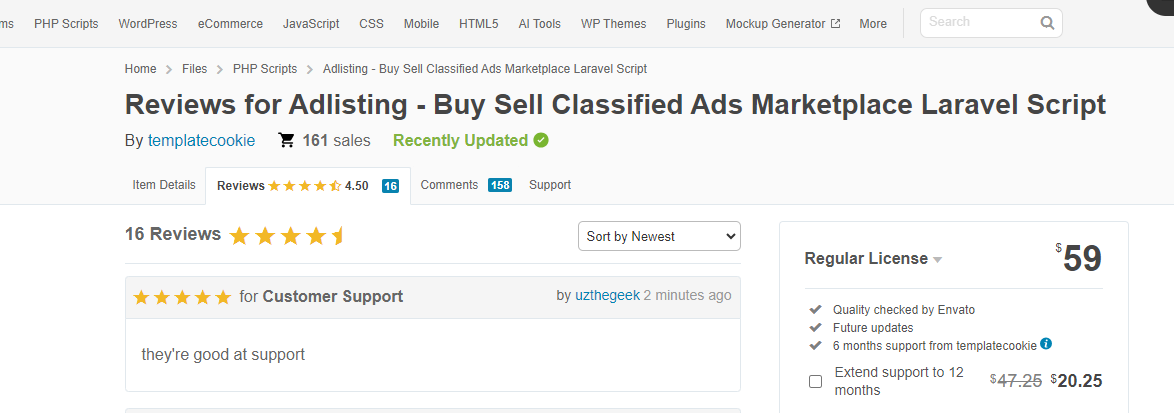 ms PHP Scripts WordPress eCommerce JavaScript CSS Mobile HTML5 AI Tools WP Themes Plugins Mockup Generator More Search
Home Files PHP Scripts Adlisting - Buy Sell Classified Ads Marketplace Laravel Script
Reviews for Adlisting - Buy Sell Classified Ads Marketplace Laravel Script
By templatecookie 161 sales Recently Updated
Item Details Reviews 4.50 16 Comments 158 Support
16 Reviews Sort by Newest
for Customer Support by uzthegeek 2 minutes ago
they're good at support
Regular License $59
Quality checked by Envato
Future updates
6 months support from templatecookie
Extend support to 12 months $47.25 $20.25